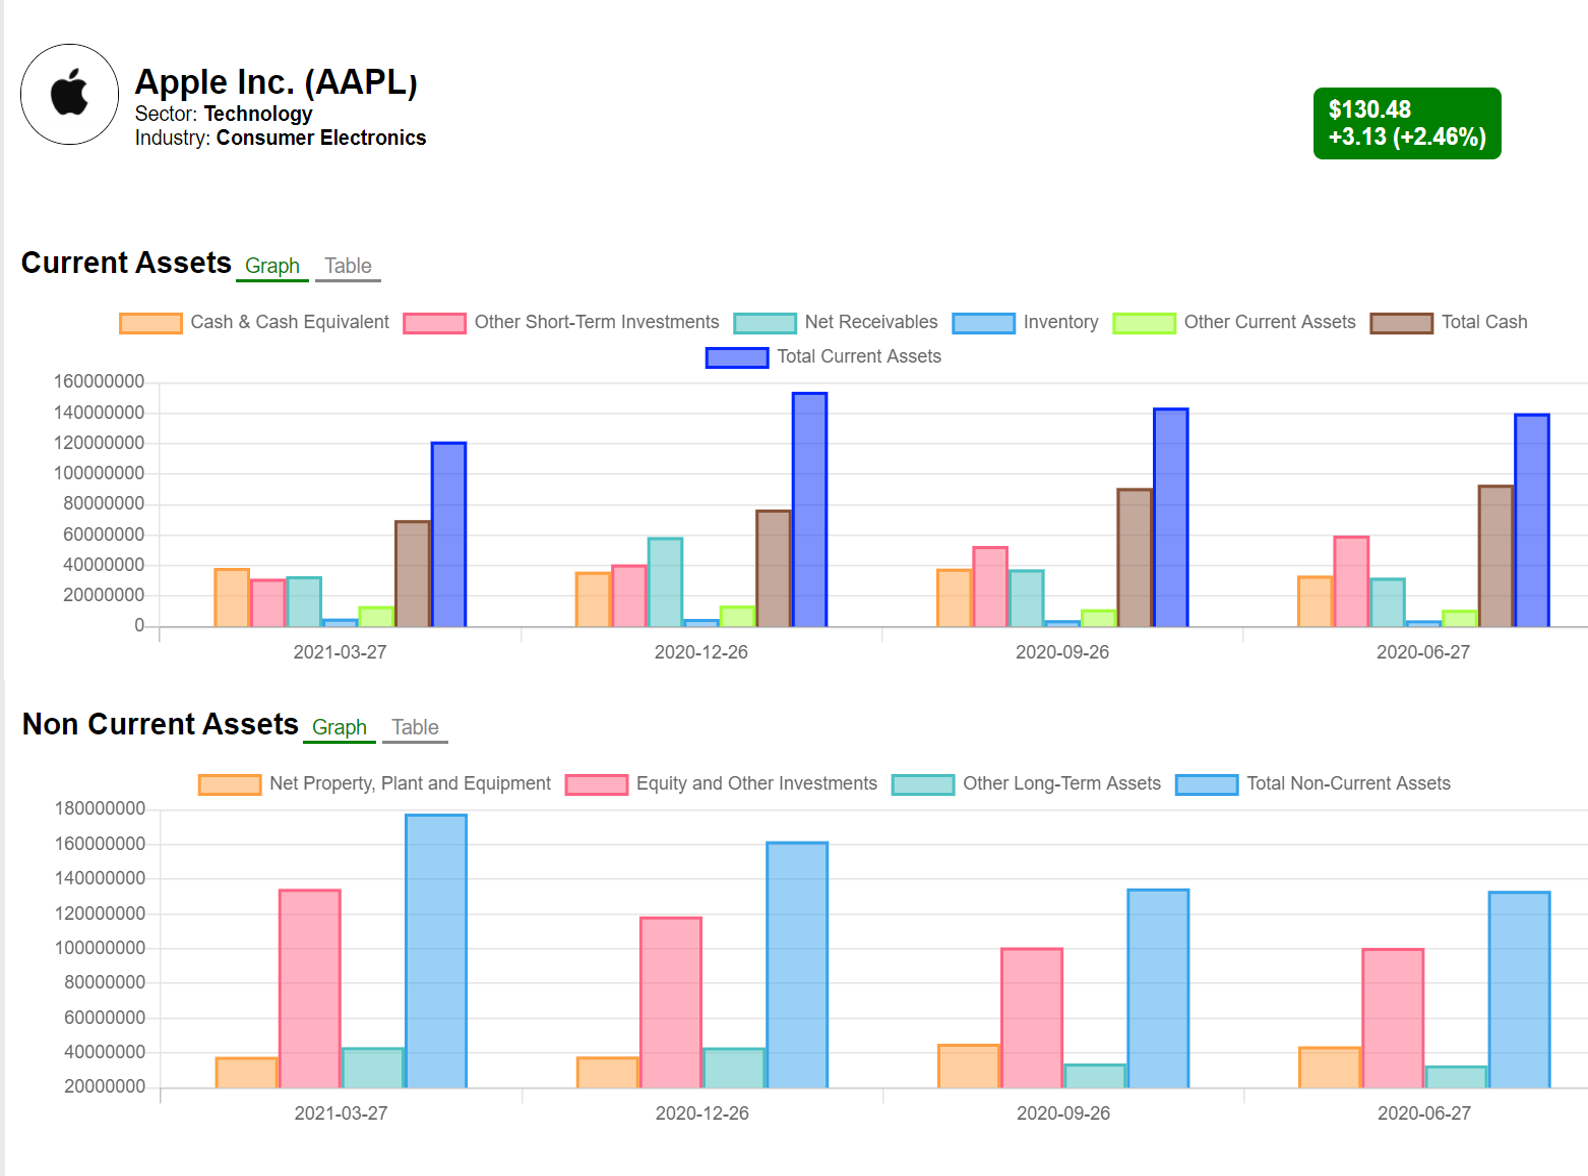 Apple Inc. (AAPL)
Sector: Technology
Industry: Consumer Electronics
$130.48
+3.13 (+2.46%)
Current Assets Graph Table
Cash & Cash Equivalent Other Short-Term Investments Net Receivables Inventory Other Current Assets Total Cash
Total Current Assets
160000000
140000000
120000000
100000000
80000000
60000000
40000000
20000000
0
2021-03-27 2020-12-26 2020-09-26 2020-06-27
Non Current Assets Graph Table
Net Property, Plant and Equipment Equity and Other Investments Other Long-Term Assets Total Non-Current Assets
180000000
160000000
140000000
120000000
100000000
80000000
60000000
40000000
20000000
2021-03-27 2020-12-26 2020-09-26 2020-06-27